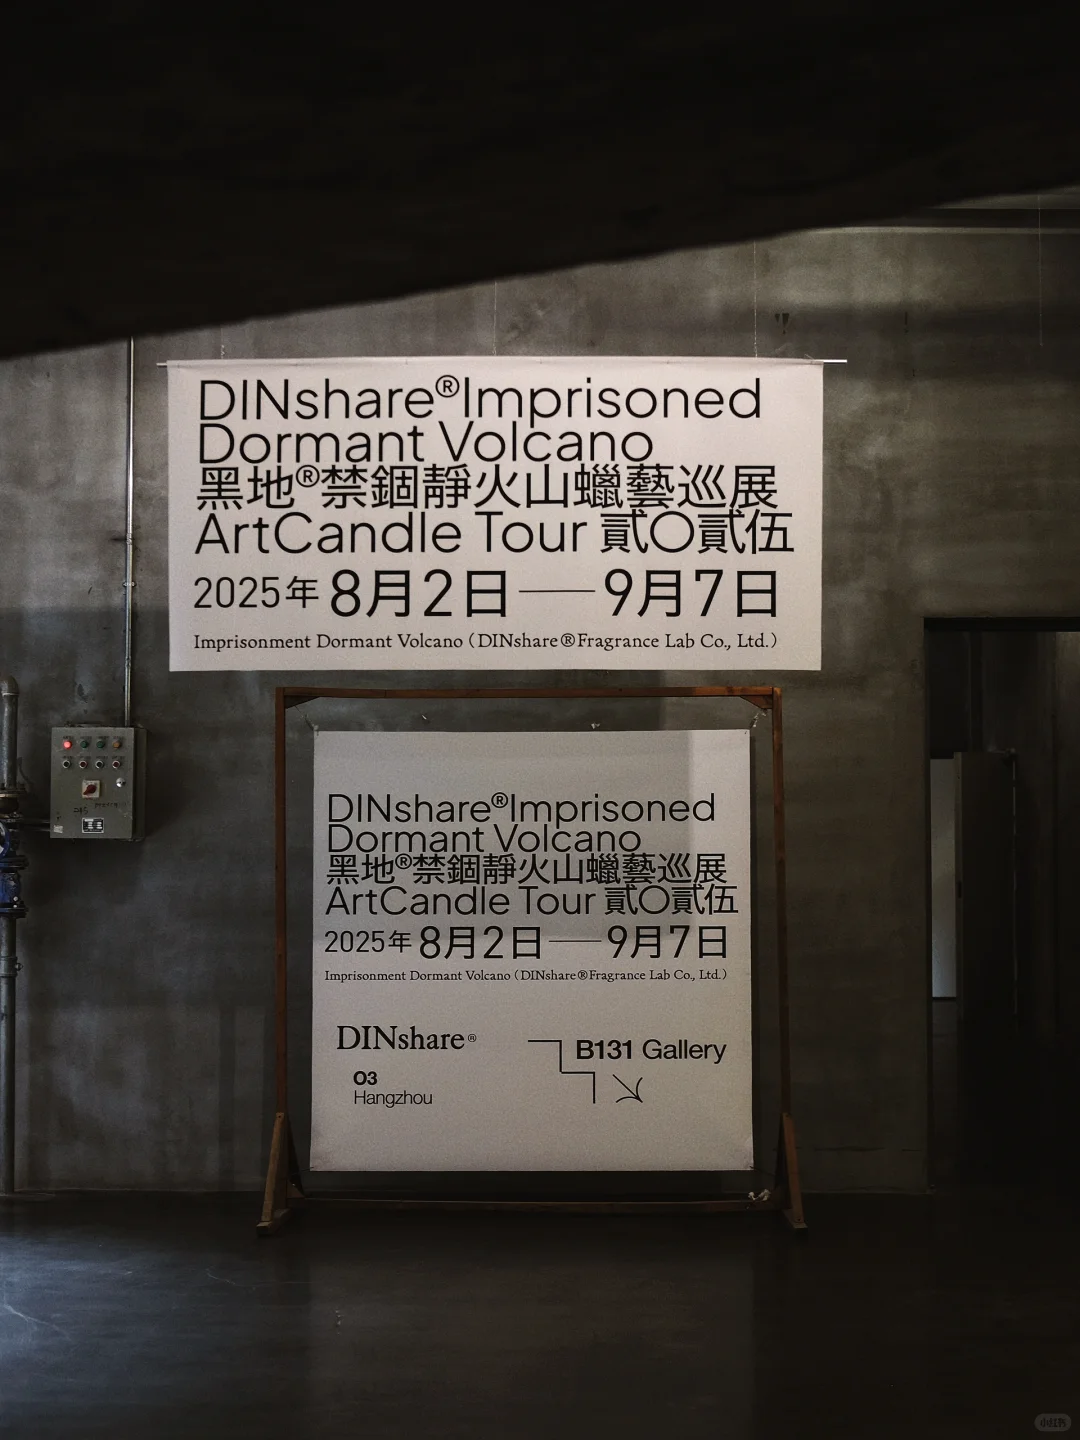 DINshare®Imprisoned
Dormant Volcano
黑地®禁錮靜火山蠟藝巡展
ArtCandle Tour 貳〇貳伍
2025年 8月2日——9月7日
Imprisonment Dormant Volcano (DINshare®Fragrance Lab Co., Ltd.)
DINshare®Imprisoned
Dormant Volcano
黑地®禁錮靜火山蠟藝巡展
ArtCandle Tour 貳〇貳伍
2025年 8月2日——9月7日
Imprisonment Dormant Volcano (DINshare®Fragrance Lab Co., Ltd.)
DINshare®
B131 Gallery
03
Hangzhou